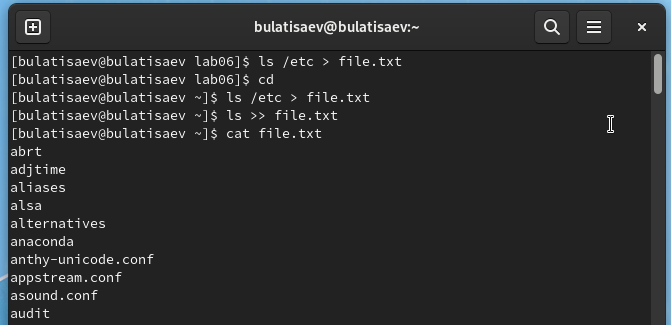 bulatisaev@bulatisaev:~
[bulatisaev@bulatisaev lab06]$ ls /etc > file.txt
[bulatisaev@bulatisaev lab06]$ cd
[bulatisaev@bulatisaev ~]$ ls /etc > file.txt
[bulatisaev@bulatisaev ~]$ ls >> file.txt
[bulatisaev@bulatisaev ~]$ cat file.txt
abrt
adjtime
aliases
alsa
alternatives
anaconda
anthy-unicode.conf
appstream.conf
asound.conf
audit